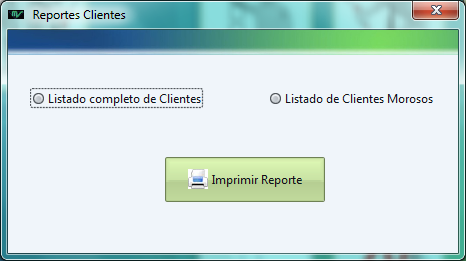 Reportes Clientes
Listado completo de Clientes
Listado de Clientes Morosos
Imprimir Reporte